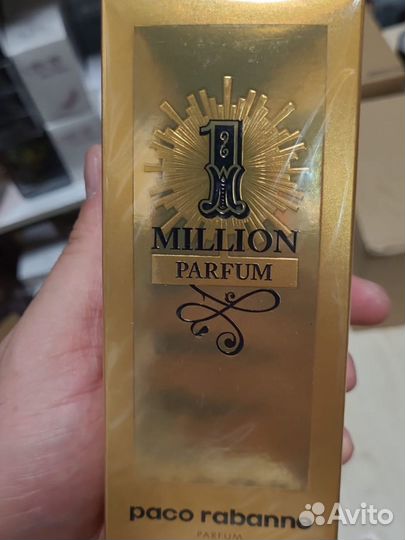 1
MILLION
PARFUM
paco rabanne
PARFUM
Avito